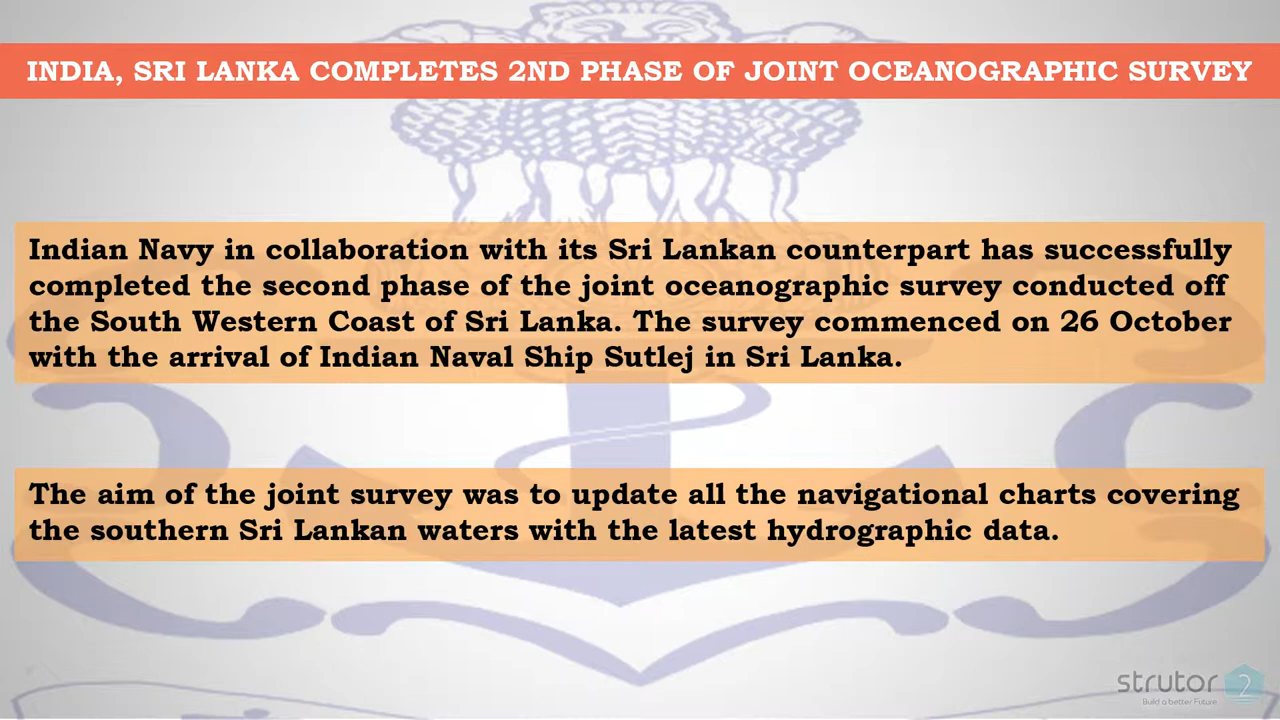 INDIA, SRI LANKA COMPLETES 2ND PHASE OF JOINT OCEANOGRAPHIC SURVEY
Indian Navy in collaboration with its Sri Lankan counterpart has successfully
completed the second phase of the joint oceanographic survey conducted off
the South Western Coast of Sri Lanka. The survey commenced on 26 October
with the arrival of Indian Naval Ship Sutlej in Sri Lanka.
The aim of the joint survey was to update all the navigational charts covering
the southern Sri Lankan waters with the latest hydrographic data.
strutor 2
Build a better Future